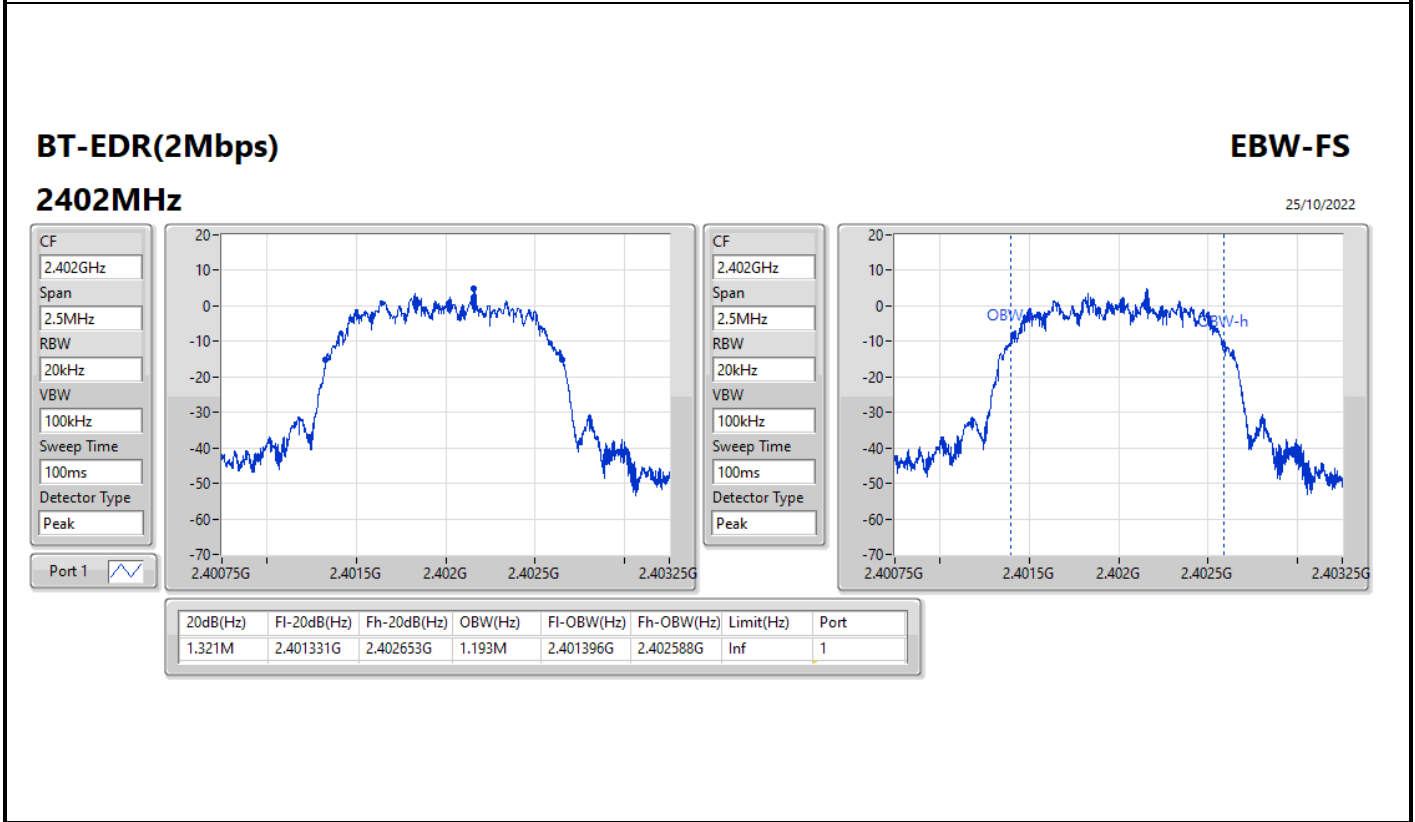 BT-EDR(2Mbps)
EBW-FS
2402MHz
25/10/2022
CF
2.402GHz
Span
2.5MHz
RBW
20kHz
VBW
100kHz
Sweep Time
100ms
Detector Type
Peak
Port 1
20
10
0
-10
-20
-30
-40
-50
-60
-70
2.40075G 2.4015G 2.402G 2.4025G 2.40325G
CF
2.402GHz
Span
2.5MHz
RBW
20kHz
VBW
100kHz
Sweep Time
100ms
Detector Type
Peak
20
10
0
-10
-20
-30
-40
-50
-60
-70
OBW
OBW-h
2.40075G 2.4015G 2.402G 2.4025G 2.40325G
20dB(Hz) Fl-20dB(Hz) Fh-20dB(Hz) OBW(Hz) Fl-OBW(Hz) Fh-OBW(Hz) Limit(Hz) Port
1.321M 2.401331G 2.402653G 1.193M 2.401396G 2.402588G Inf 1